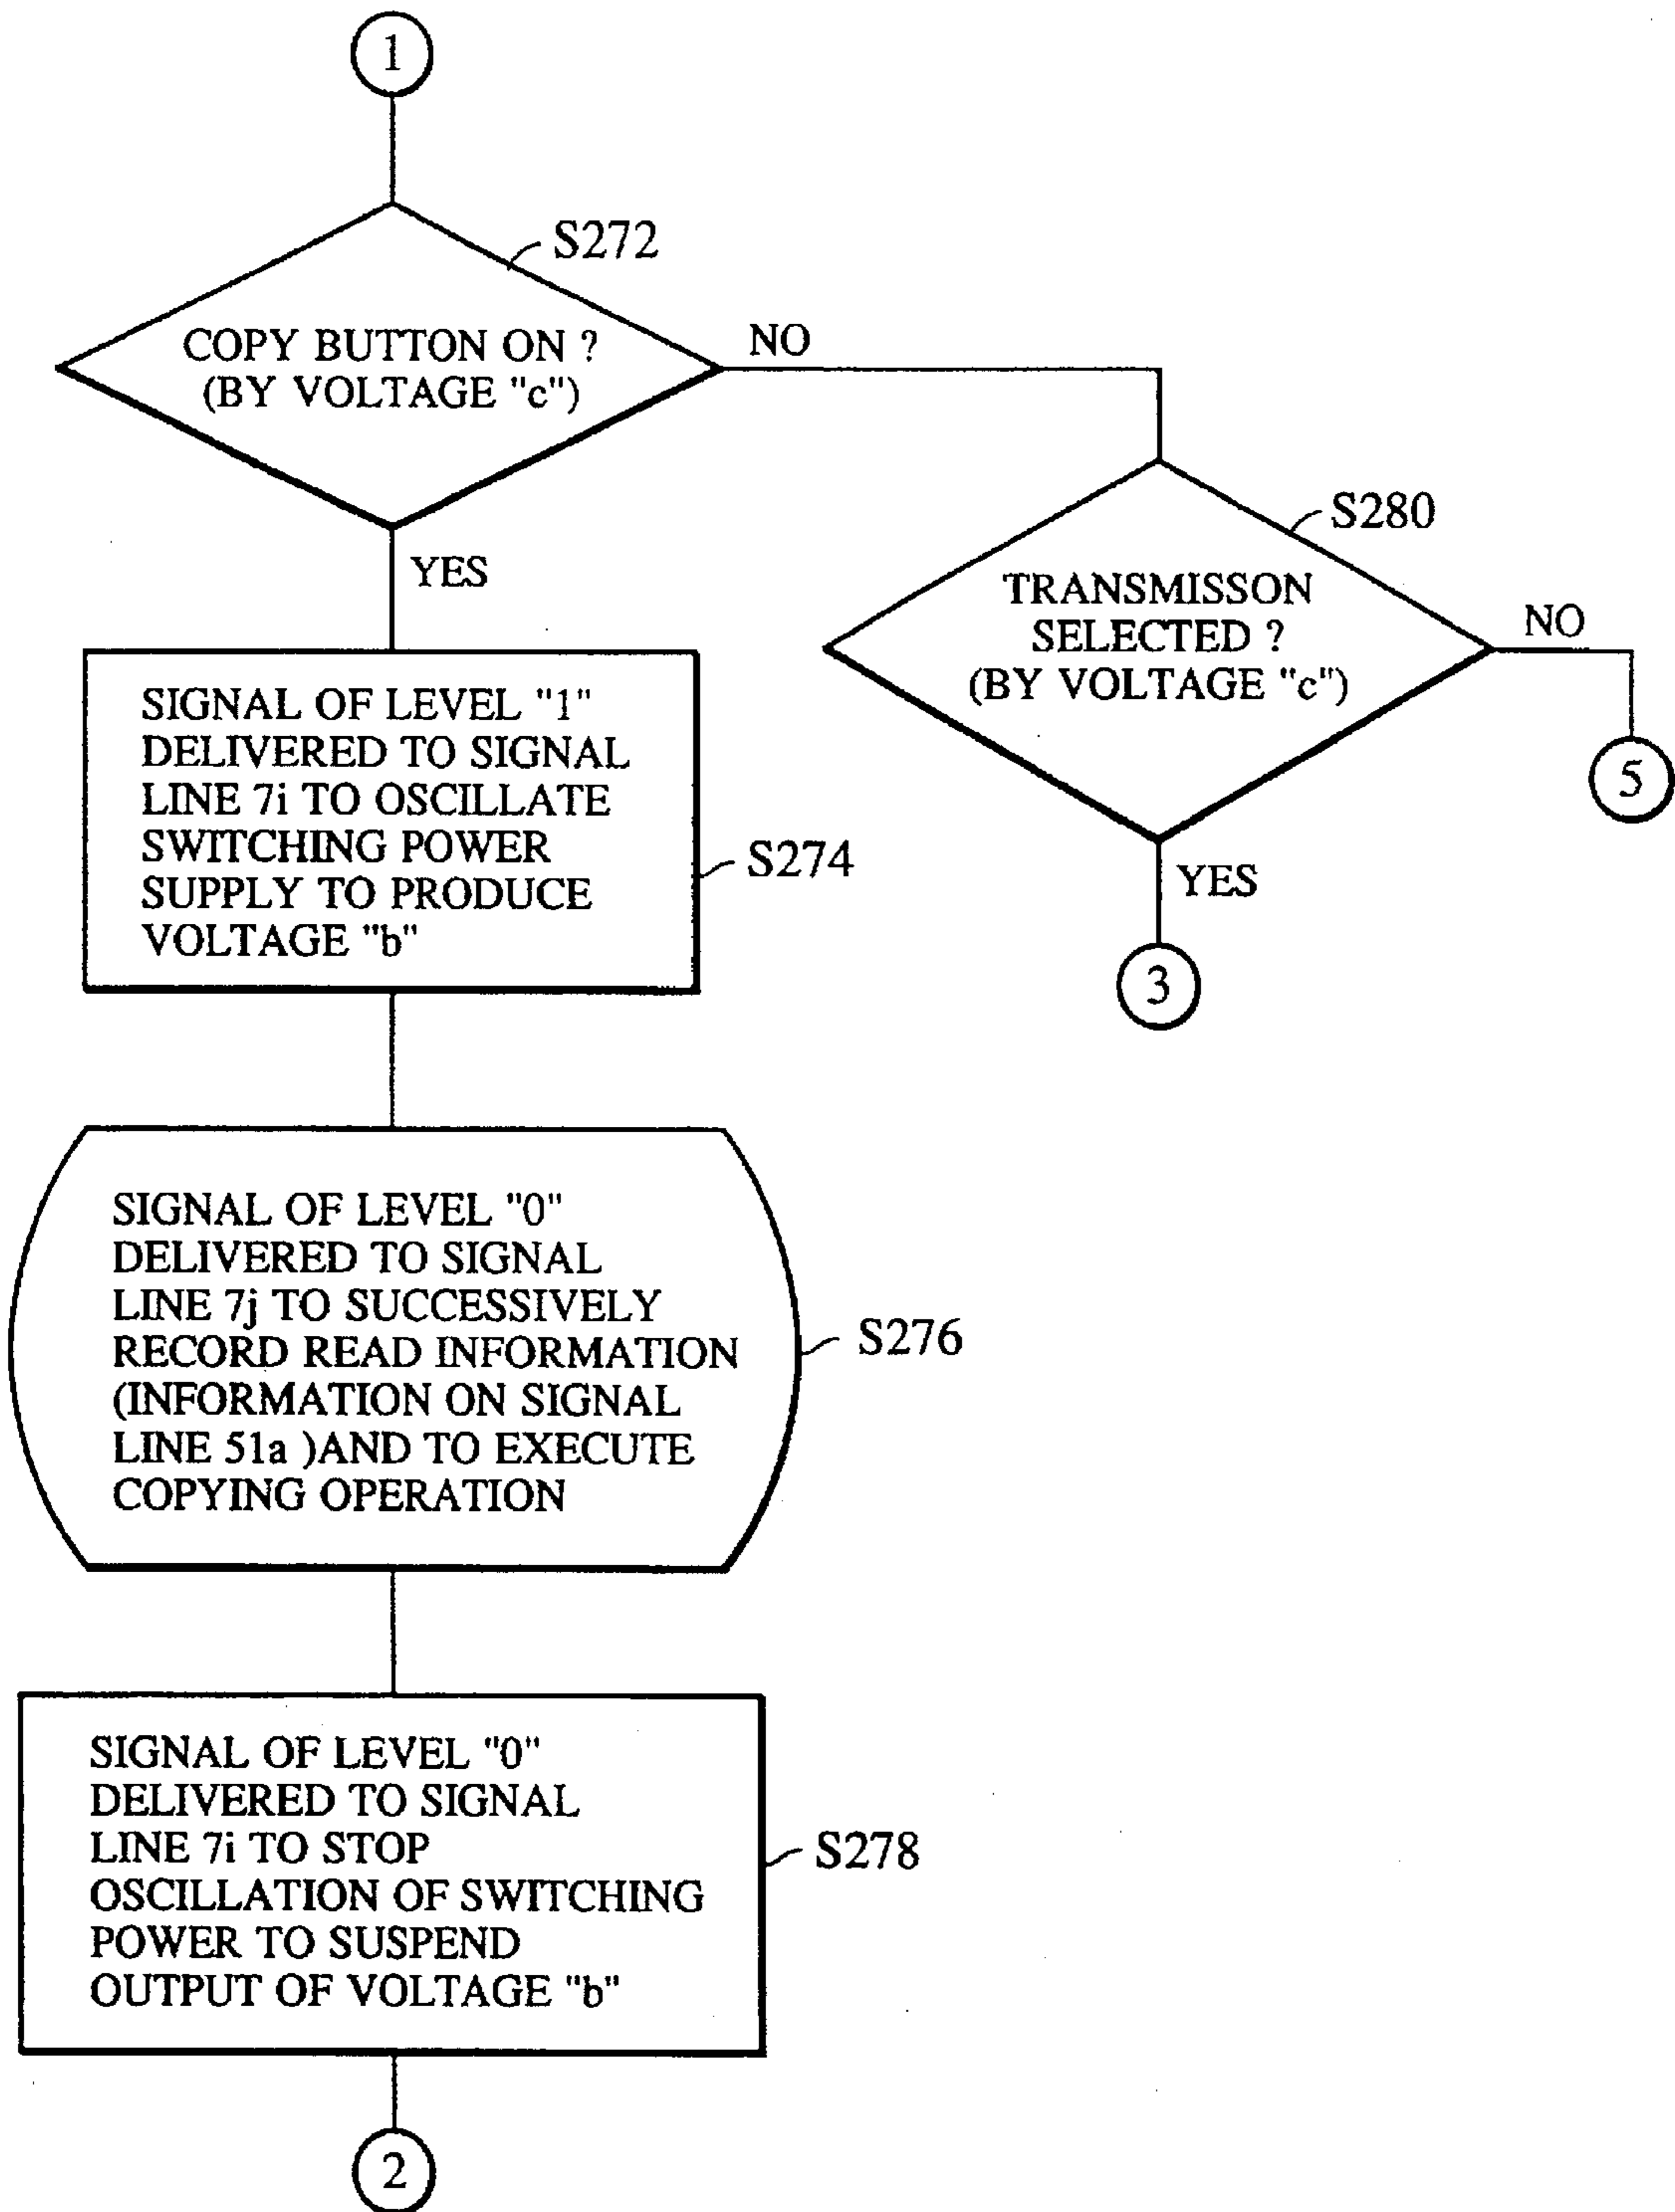 1
S272
COPY BUTTON ON ?
(BY VOLTAGE "c")
NO
YES
S280
TRANSMISSON
SELECTED ?
(BY VOLTAGE "c")
NO
5
YES
3
SIGNAL OF LEVEL "1"
DELIVERED TO SIGNAL
LINE 7i TO OSCILLATE
SWITCHING POWER
SUPPLY TO PRODUCE
VOLTAGE "b"
S274
SIGNAL OF LEVEL "0"
DELIVERED TO SIGNAL
LINE 7j TO SUCCESSIVELY
RECORD READ INFORMATION
(INFORMATION ON SIGNAL
LINE 51a )AND TO EXECUTE
COPYING OPERATION
S276
SIGNAL OF LEVEL "0"
DELIVERED TO SIGNAL
LINE 7i TO STOP
OSCILLATION OF SWITCHING
POWER TO SUSPEND
OUTPUT OF VOLTAGE "b"
S278
2